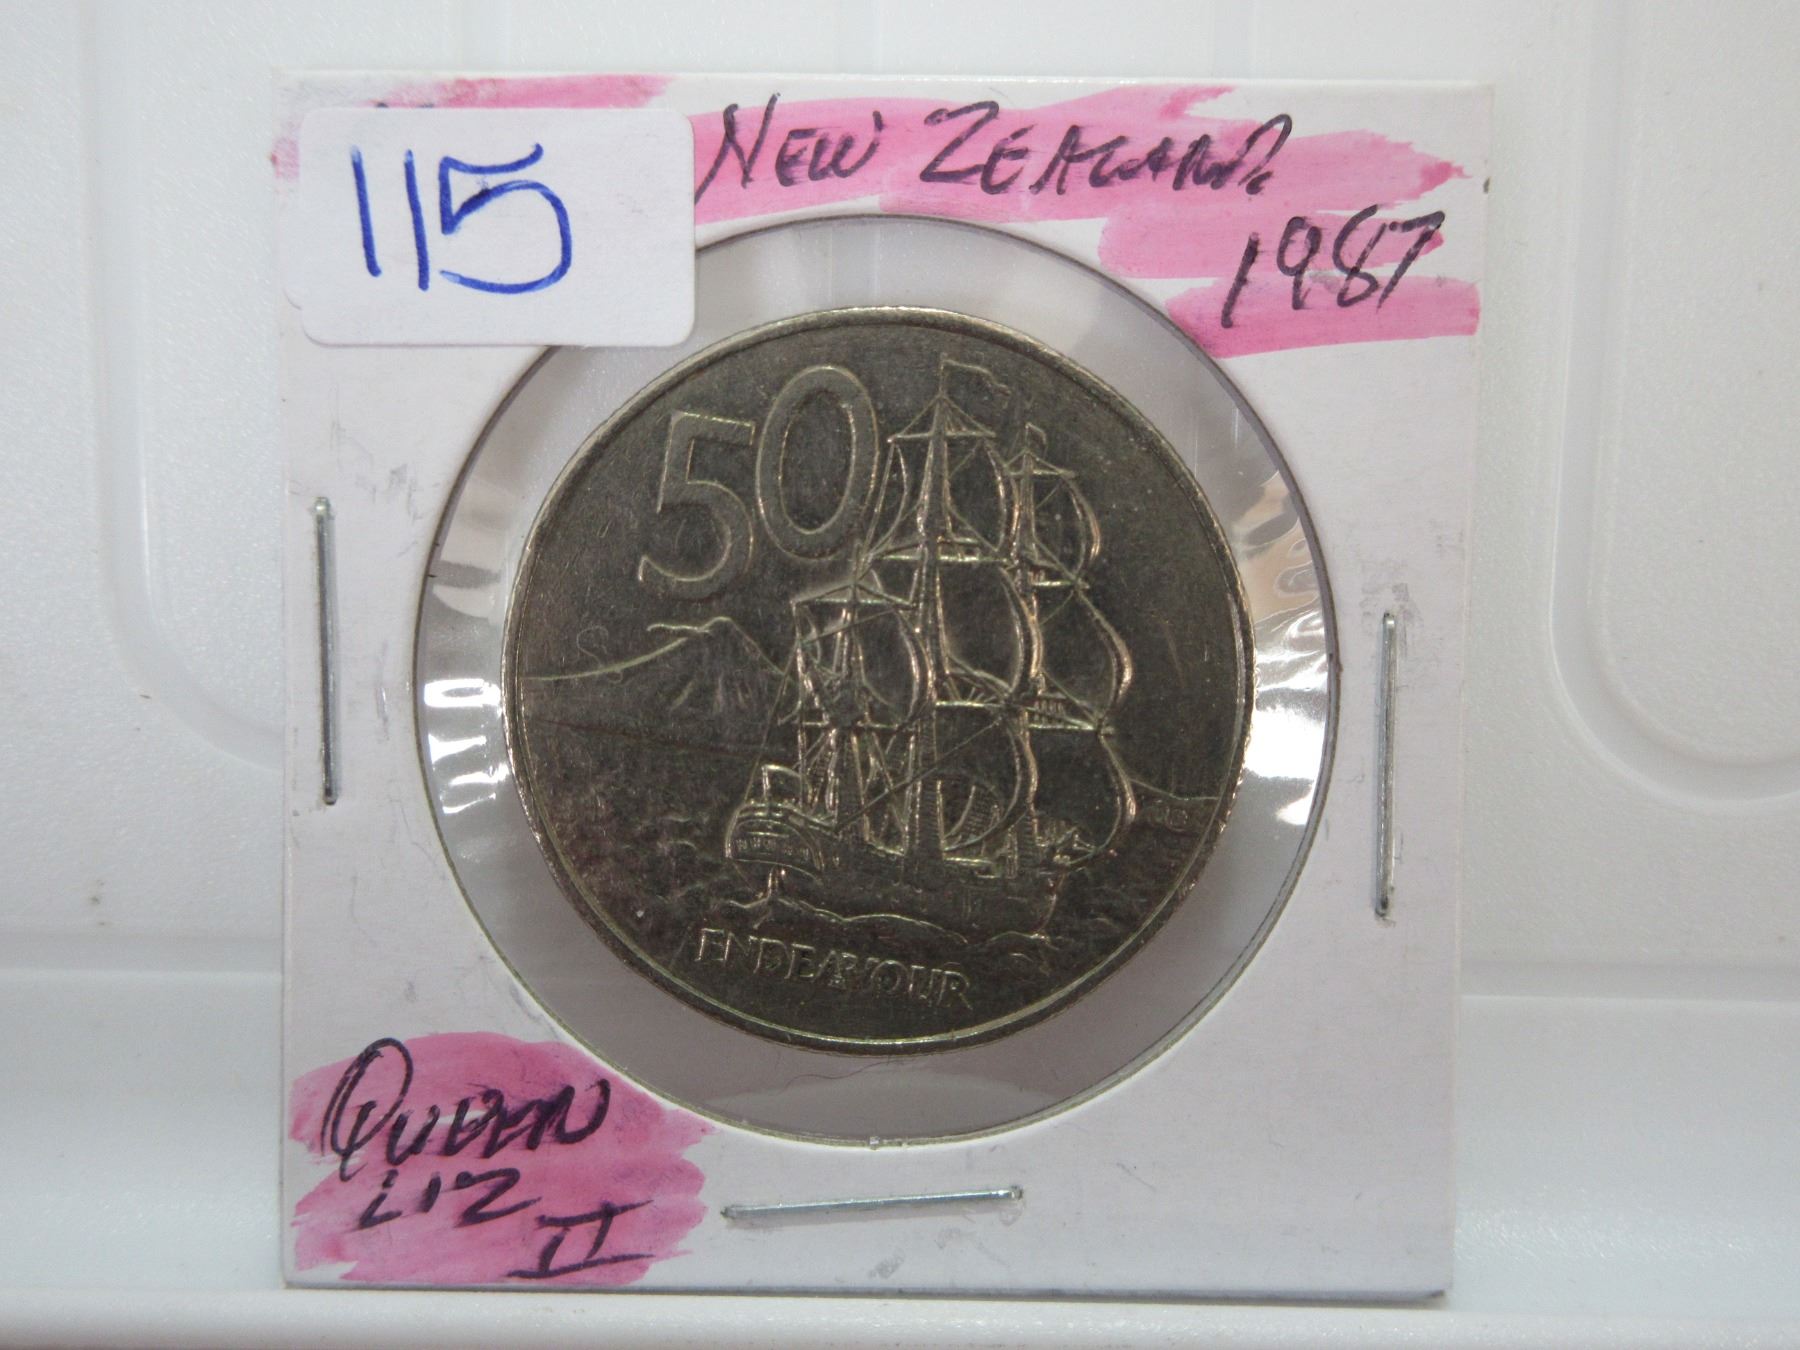 115
NEW ZEALAND
1987
50
ENDEAVOUR
QUEEN
LIZ
II